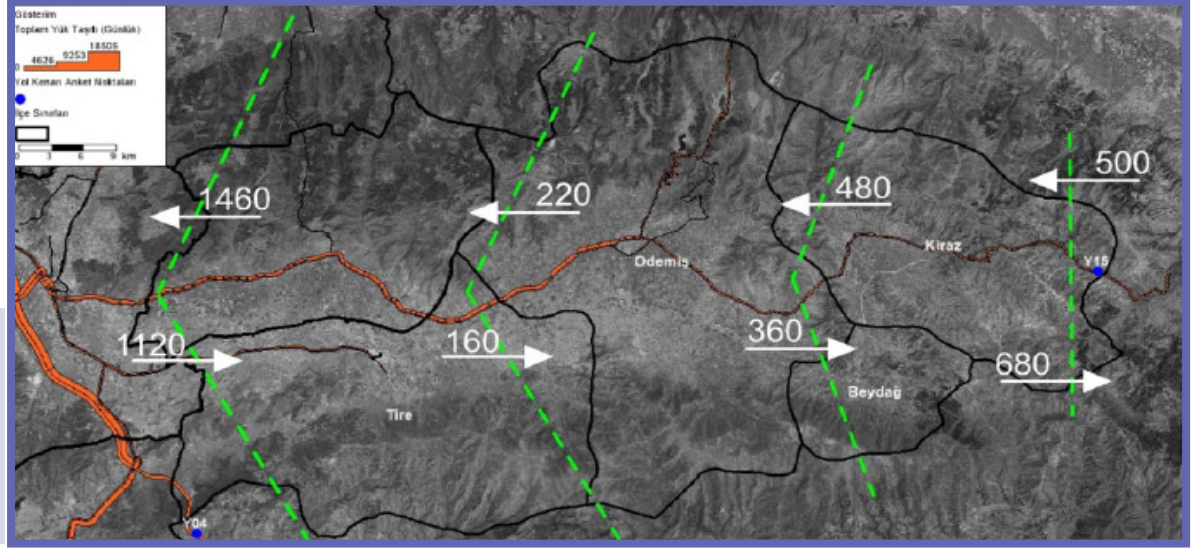 Gösterim
Toplam Yük Taşıtı (Günlük)
18505
9253
4626
0
Yol Kenarı Anket Noktaları
İlçe Sınırları
0 3 6 9 km
1460
220
480
500
Kiraz
Ödemiş
Y15
1120
160
360
680
Beydağ
Tire
Y04